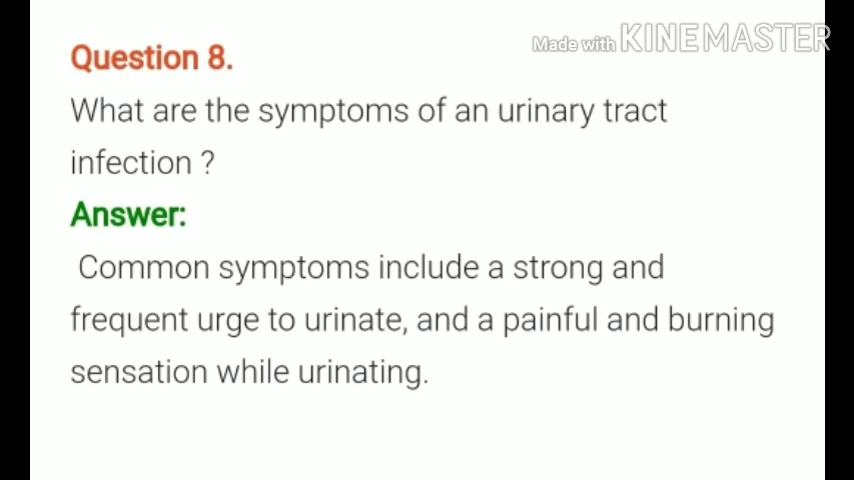 Made with KINEMASTER
Question 8.
What are the symptoms of an urinary tract
infection ?
Answer:
Common symptoms include a strong and
frequent urge to urinate, and a painful and burning
sensation while urinating.